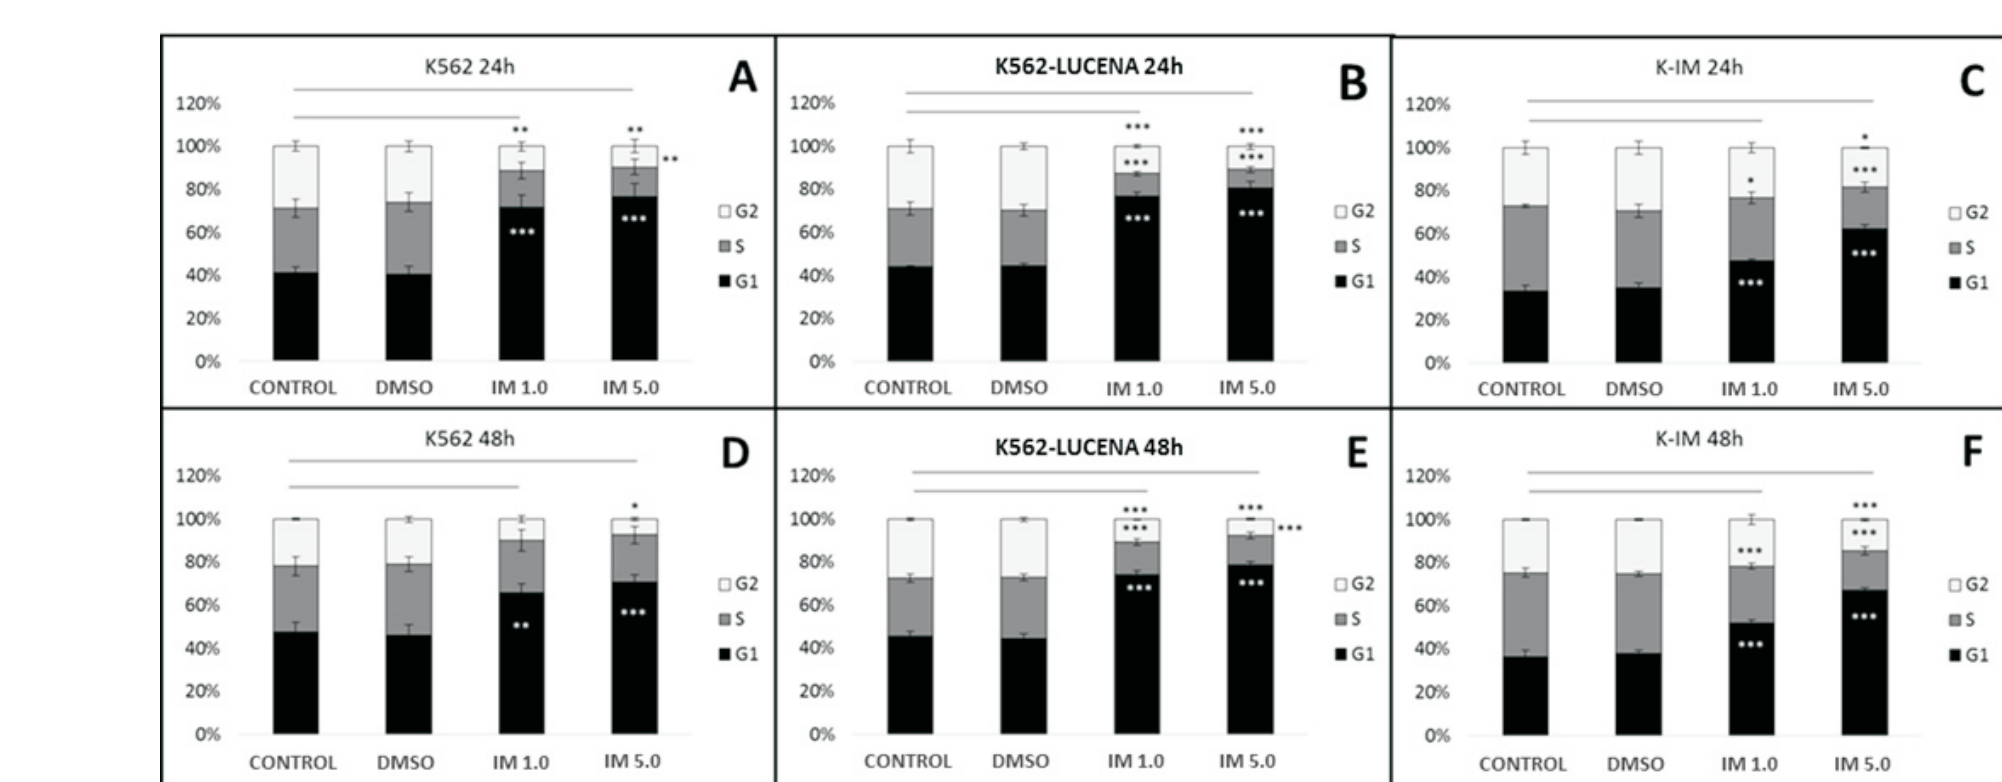 K562 24h
A
120%
100%
80%
60%
40%
20%
0%
** **
**
*** ***
G2
S
G1
CONTROL DMSO IM 1.0 IM 5.0
K562-LUCENA 24h
B
120%
100%
80%
60%
40%
20%
0%
*** ***
*** ***
*** ***
G2
S
G1
CONTROL DMSO IM 1.0 IM 5.0
K-IM 24h
C
120%
100%
80%
60%
40%
20%
0%
*
* ***
*** ***
G2
S
G1
CONTROL DMSO IM 1.0 IM 5.0
K562 48h
D
120%
100%
80%
60%
40%
20%
0%
*
** ***
G2
S
G1
CONTROL DMSO IM 1.0 IM 5.0
K562-LUCENA 48h
E
120%
100%
80%
60%
40%
20%
0%
*** ***
*** ***
*** ***
G2
S
G1
CONTROL DMSO IM 1.0 IM 5.0
K-IM 48h
F
120%
100%
80%
60%
40%
20%
0%
***
*** ***
*** ***
G2
S
G1
CONTROL DMSO IM 1.0 IM 5.0